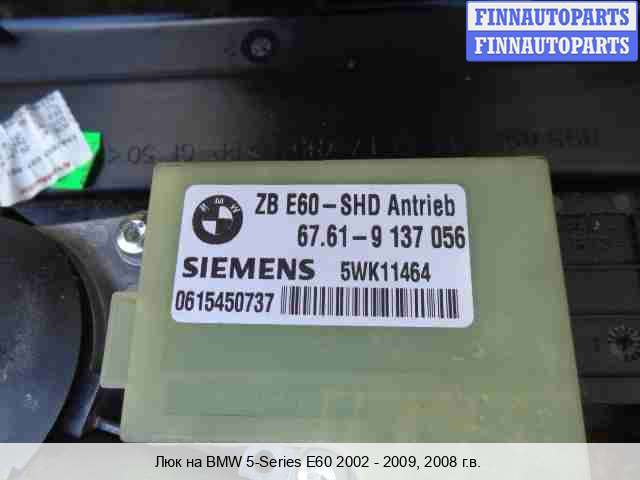 FINNAUTOPARTS
FINNAUTOPARTS
BMW
ZB E60-SHD Antrieb
67.61-9 137 056
SIEMENS 5WK11464
0615450737
Люк на BMW 5-Series E60 2002 - 2009, 2008 г.в.